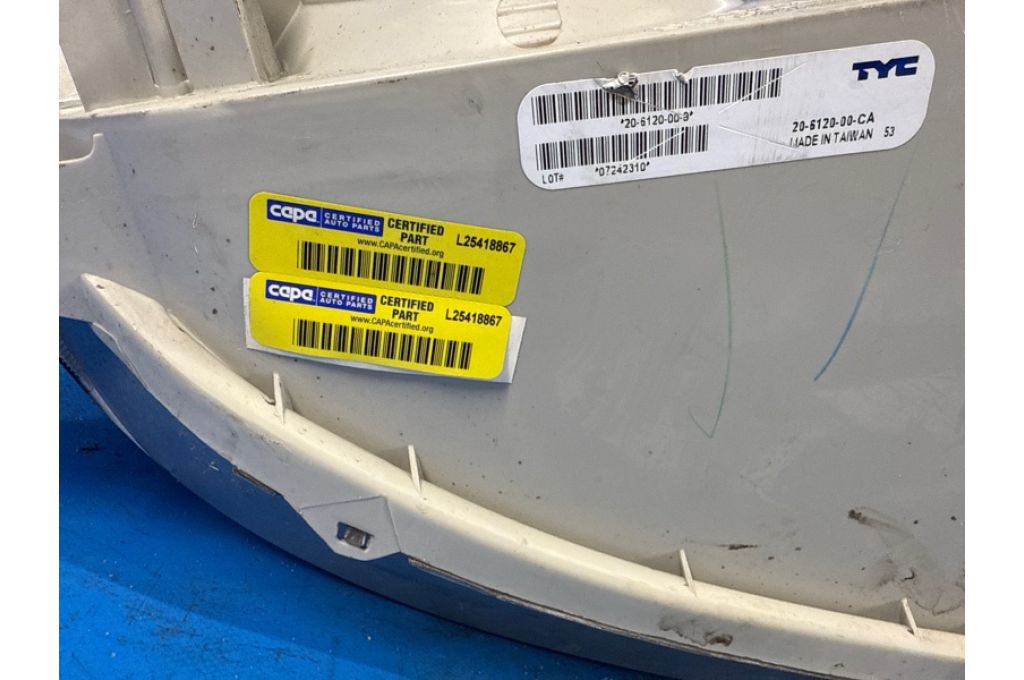 TYC
*20-6120-00-9*
20-6120-00-CA
MADE IN TAIWAN 53
LOT# *07242310*
capa CERTIFIED AUTO PARTS
CERTIFIED PART
L25418867
www.CAPAcertified.org
capa CERTIFIED AUTO PARTS
CERTIFIED PART
L25418867
www.CAPAcertified.org